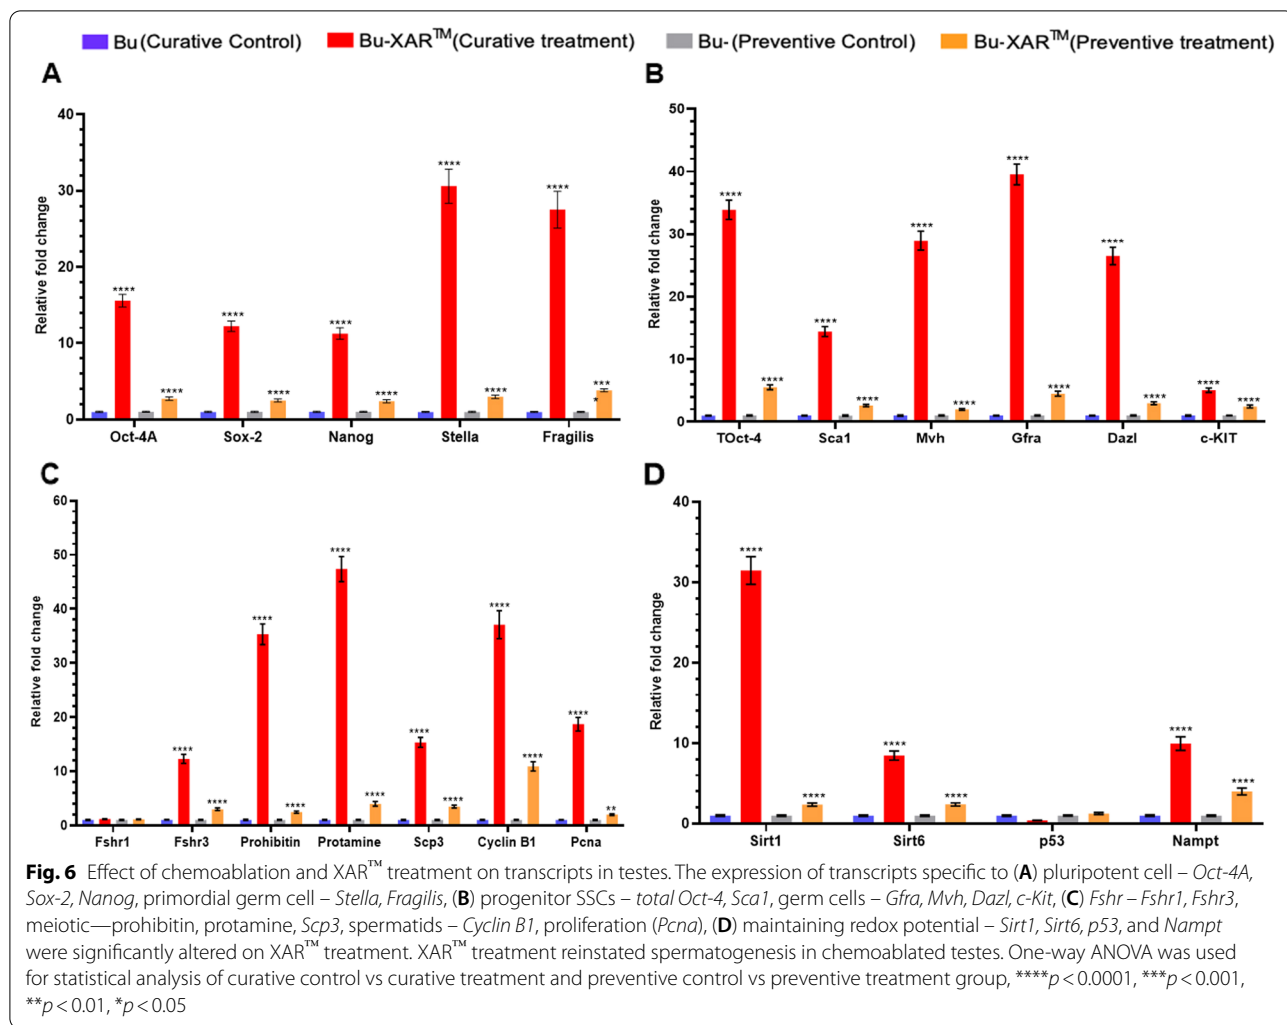 Bu(Curative Control) Bu-XAR™(Curative treatment) Bu-(Preventive Control) Bu-XAR™(Preventive treatment)
A
Relative fold change
40
30
20
10
0
**** **** **** **** **** **** **** **** **** *** *
Oct-4A Sox-2 Nanog Stella Fragilis
B
Relative fold change
50
40
30
20
10
0
**** **** **** **** **** **** **** **** **** **** **** ****
TOct-4 Sca1 Mvh Gfra Dazl c-KIT
C
Relative fold change
60
50
40
30
20
10
0
**** **** **** **** **** **** **** **** **** **** **** **
Fshr1 Fshr3 Prohibitin Protamine Scp3 Cyclin B1 Pcna
D
Relative fold change
40
30
20
10
0
**** **** **** **** **** ****
Sirt1 Sirt6 p53 Nampt
Fig. 6 Effect of chemoablation and XAR™ treatment on transcripts in testes. The expression of transcripts specific to (A) pluripotent cell – Oct-4A,
Sox-2, Nanog, primordial germ cell – Stella, Fragilis, (B) progenitor SSCs – total Oct-4, Sca1, germ cells – Gfra, Mvh, Dazl, c-Kit, (C) Fshr – Fshr1, Fshr3,
meiotic—prohibitin, protamine, Scp3, spermatids – Cyclin B1, proliferation (Pcna), (D) maintaining redox potential – Sirt1, Sirt6, p53, and Nampt
were significantly altered on XAR™ treatment. XAR™ treatment reinstated spermatogenesis in chemoablated testes. One-way ANOVA was used
for statistical analysis of curative control vs curative treatment and preventive control vs preventive treatment group, ****p < 0.0001, ***p < 0.001,
**p < 0.01, *p < 0.05